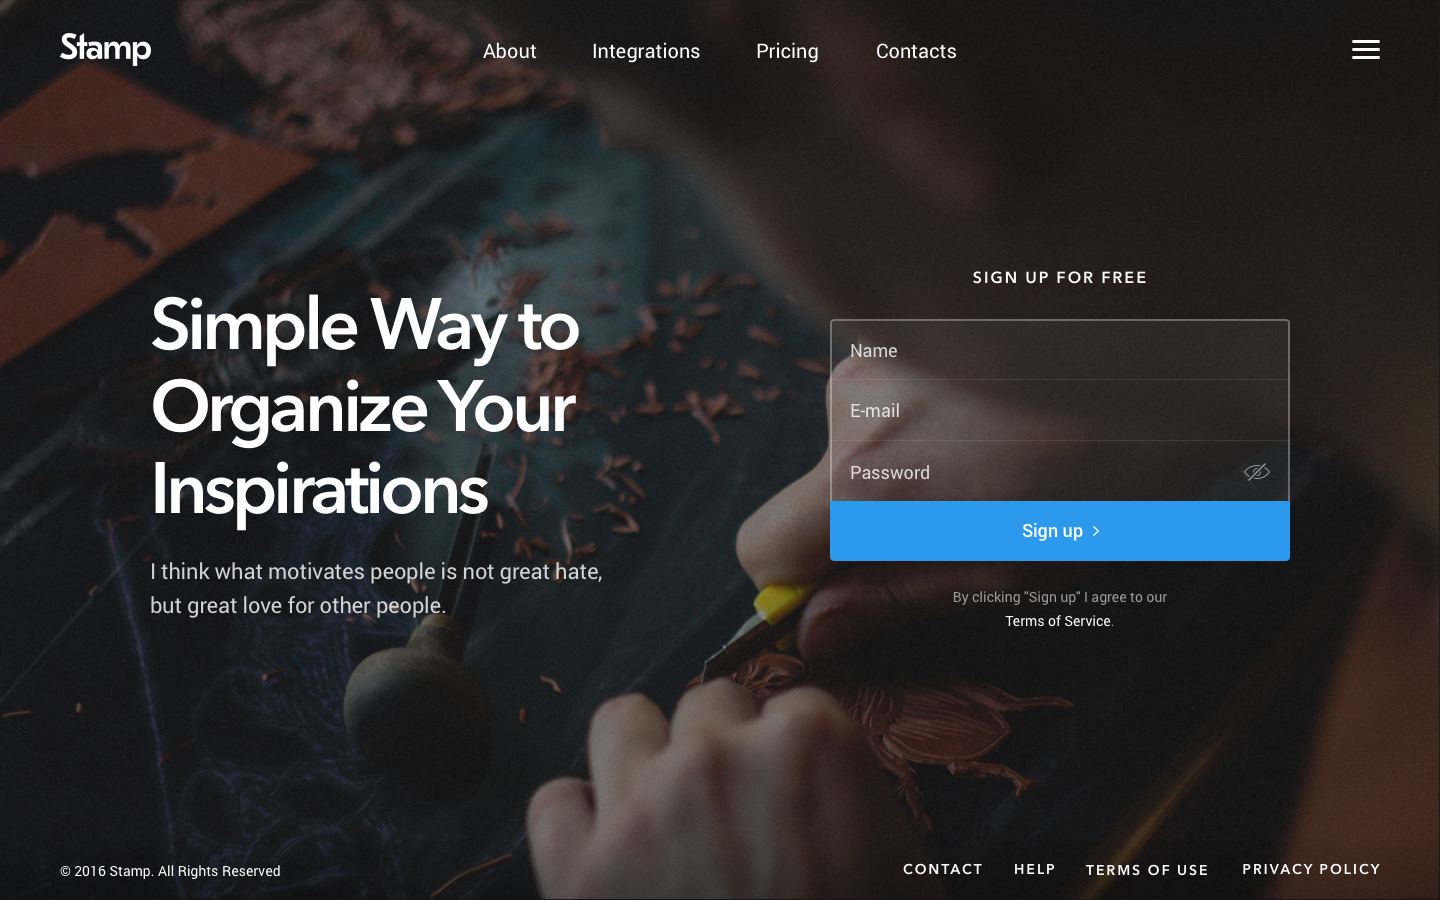 Stamp
About
Integrations
Pricing
Contacts
Simple Way to
Organize Your
Inspirations
I think what motivates people is not great hate,
but great love for other people.
SIGN UP FOR FREE
Name
E-mail
Password
Sign up
By clicking "Sign up" I agree to our
Terms of Service.
© 2016 Stamp. All Rights Reserved
CONTACT
HELP
TERMS OF USE
PRIVACY POLICY